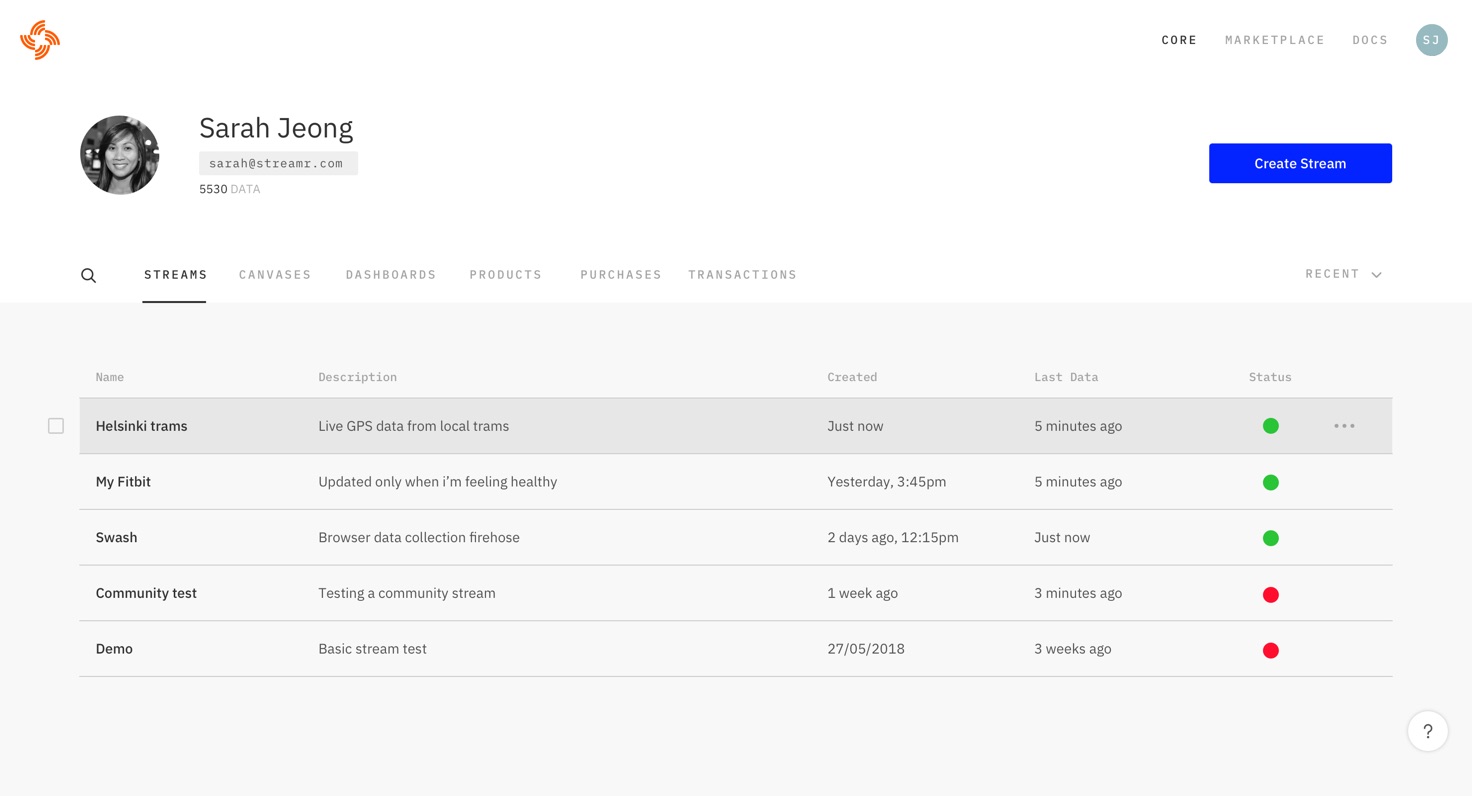 CORE MARKETPLACE DOCS SJ
Sarah Jeong
sarah@streamr.com
Create Stream
5530 DATA
STREAMS CANVASES DASHBOARDS PRODUCTS PURCHASES TRANSACTIONS RECENT
Name Description Created Last Data Status
Helsinki trams Live GPS data from local trams Just now 5 minutes ago
My Fitbit Updated only when i’m feeling healthy Yesterday, 3:45pm 5 minutes ago
Swash Browser data collection firehose 2 days ago, 12:15pm Just now
Community test Testing a community stream 1 week ago 3 minutes ago
Demo Basic stream test 27/05/2018 3 weeks ago
?